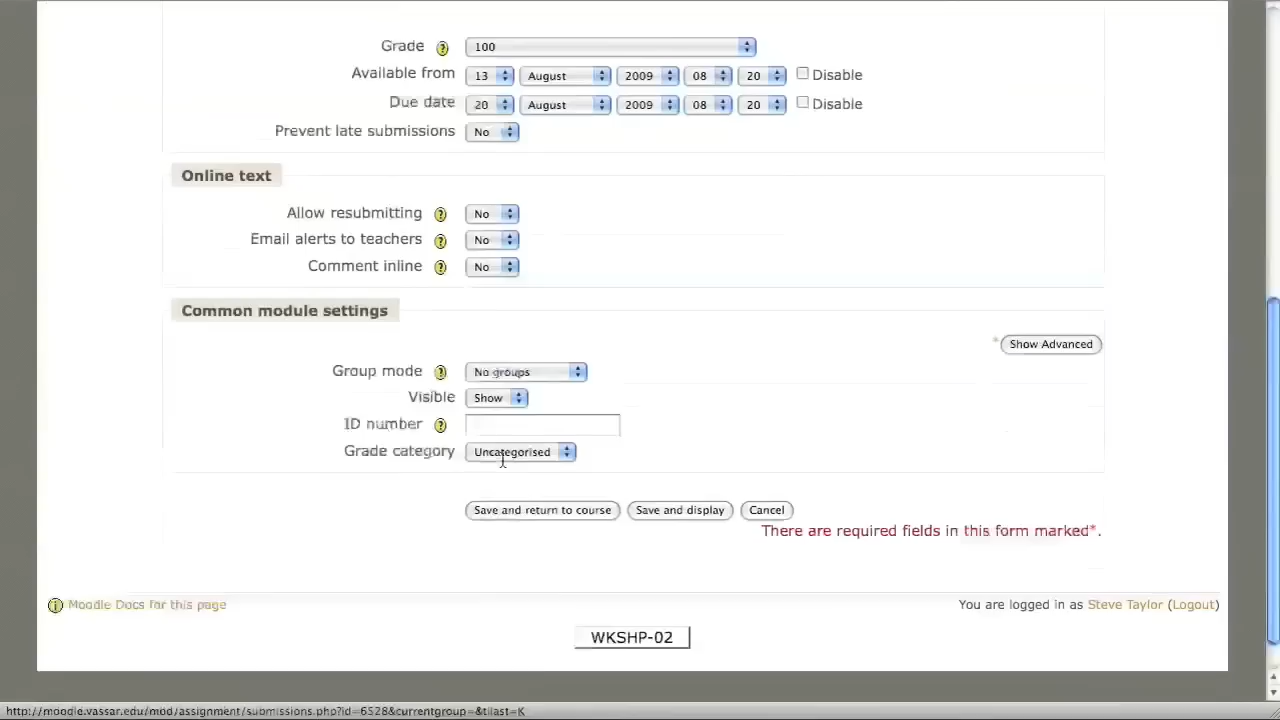 Grade 100
Available from 13 August 2009 08 20 Disable
Due date 20 August 2009 08 20 Disable
Prevent late submissions No
Online text
Allow resubmitting No
Email alerts to teachers No
Comment inline No
Common module settings
* Show Advanced
Group mode No groups
Visible Show
ID number
Grade category Uncategorised
Save and return to course Save and display Cancel
There are required fields in this form marked*.
Moodle Docs for this page You are logged in as Steve Taylor (Logout)
WKSHP-02
http://moodle.vassar.edu/mod/assignment/submissions.php?id=6528&currentgroup=&tilast=K